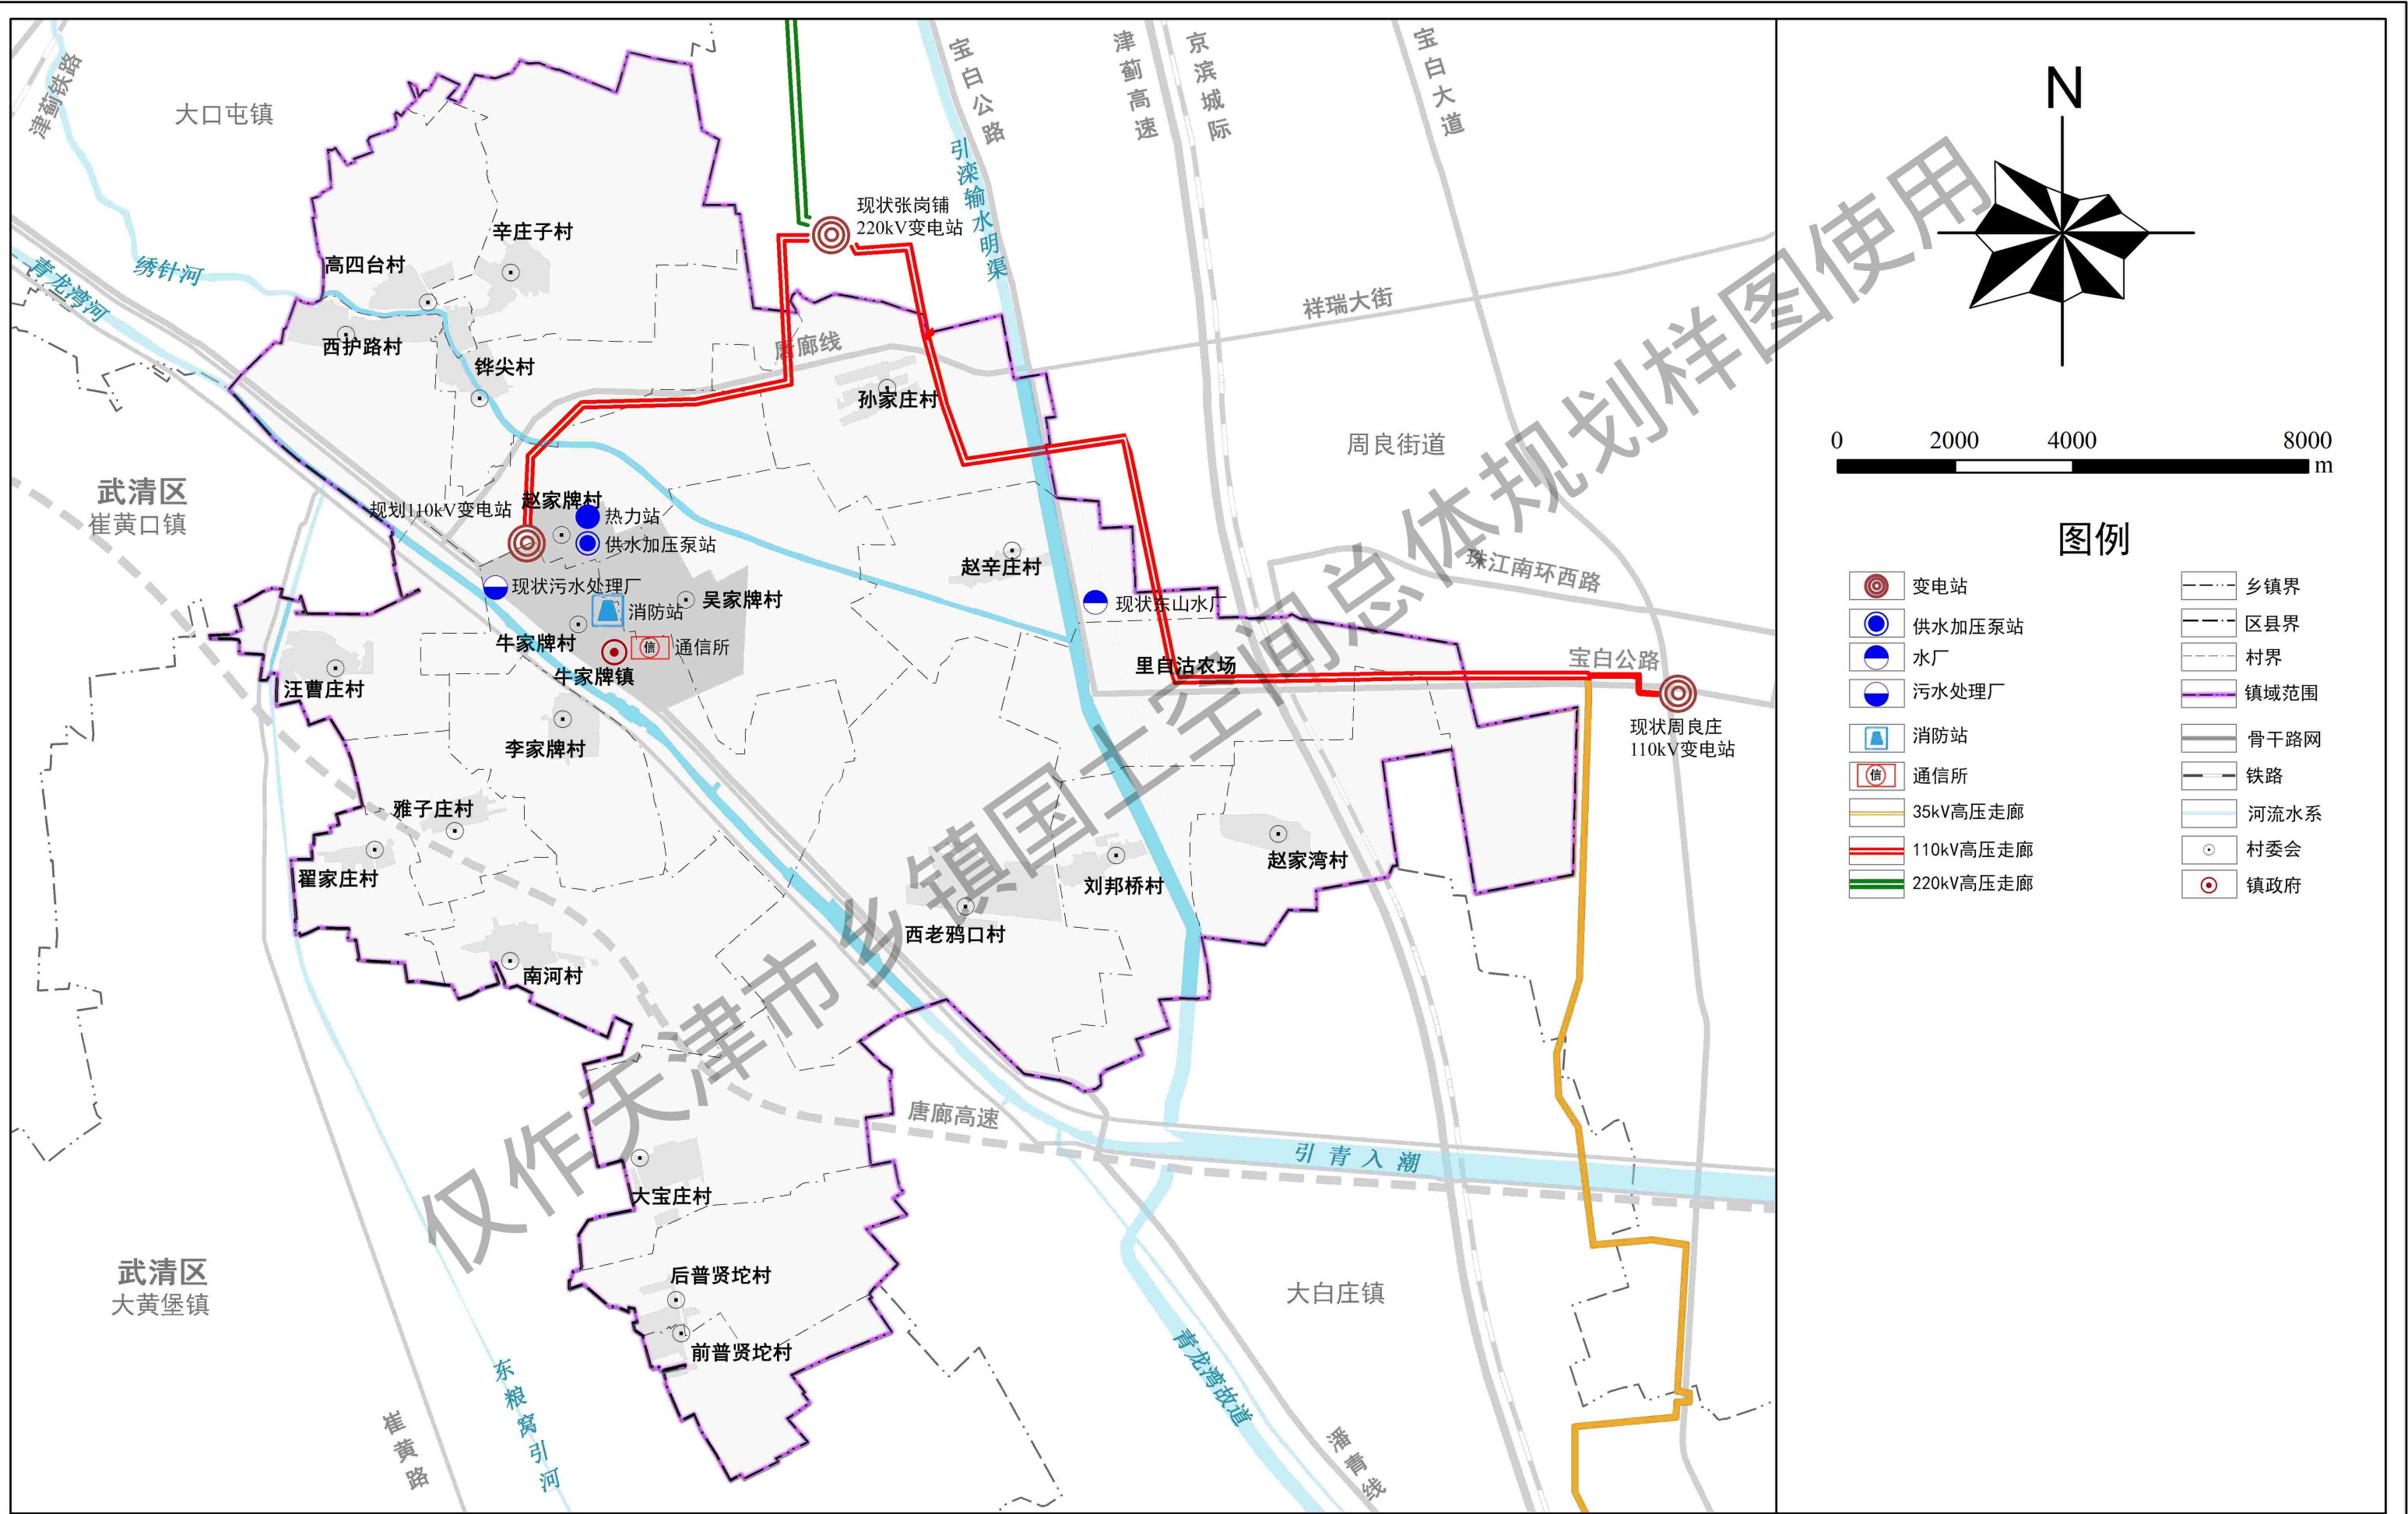 津蓟铁路
大口屯镇
宝白公路
津蓟高速
京滨城际
宝白大道
引滦输水明渠
现状张岗铺
220kV变电站
辛庄子村
高四台村
绣针河
青龙湾河
西护路村
铧尖村
唐廊线
祥瑞大街
孙家庄村
周良街道
武清区
崔黄口镇
规划110kV变电站
赵家牌村
热力站
供水加压泵站
现状污水处理厂
消防站
吴家牌村
牛家牌村
信
通信所
牛家牌镇
赵辛庄村
现状东山水厂
珠江南环西路
里自沽农场
宝白公路
现状周良庄
110kV变电站
汪曹庄村
李家牌村
雅子庄村
翟家庄村
南河村
西老鸦口村
刘邦桥村
赵家湾村
唐廊高速
引青入潮
大宝庄村
后普贤坨村
前普贤坨村
武清区
大黄堡镇
东粮窝引河
崔黄路
大白庄镇
青龙湾故道
潘青线
仅作天津市乡镇国土空间总体规划样图使用
N
0 2000 4000 8000
m
图例
变电站
供水加压泵站
水厂
污水处理厂
消防站
信 通信所
35kV高压走廊
110kV高压走廊
220kV高压走廊
乡镇界
区县界
村界
镇域范围
骨干路网
铁路
河流水系
村委会
镇政府